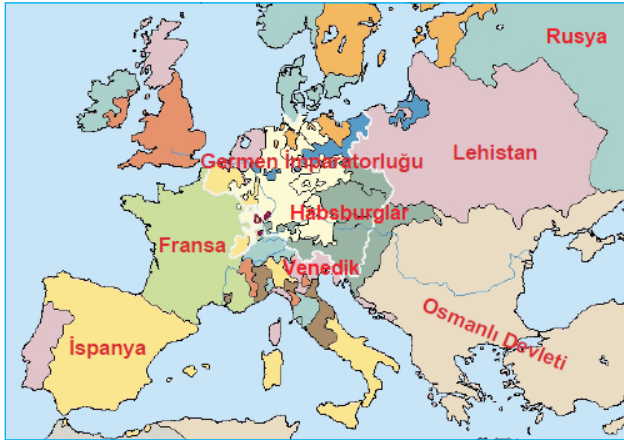 Rusya
Lehistan
Germen İmparatorluğu
Habsburglar
Fransa
Venedik
Osmanlı Devleti
İspanya